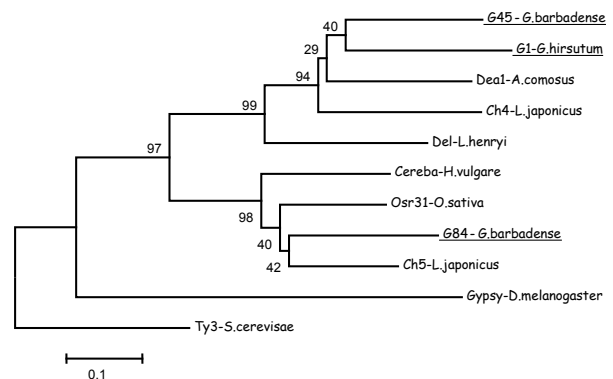 G45-G.barbadense
40
G1-G.hirsutum
29
Dea1-A.comosus
94
Ch4-L.japonicus
99
Del-L.henryi
97
Cereba-H.vulgare
98
Osr31-O.sativa
40
G84-G.barbadense
42
Ch5-L.japonicus
Gypsy-D.melanogaster
Ty3-S.cerevisae
0.1